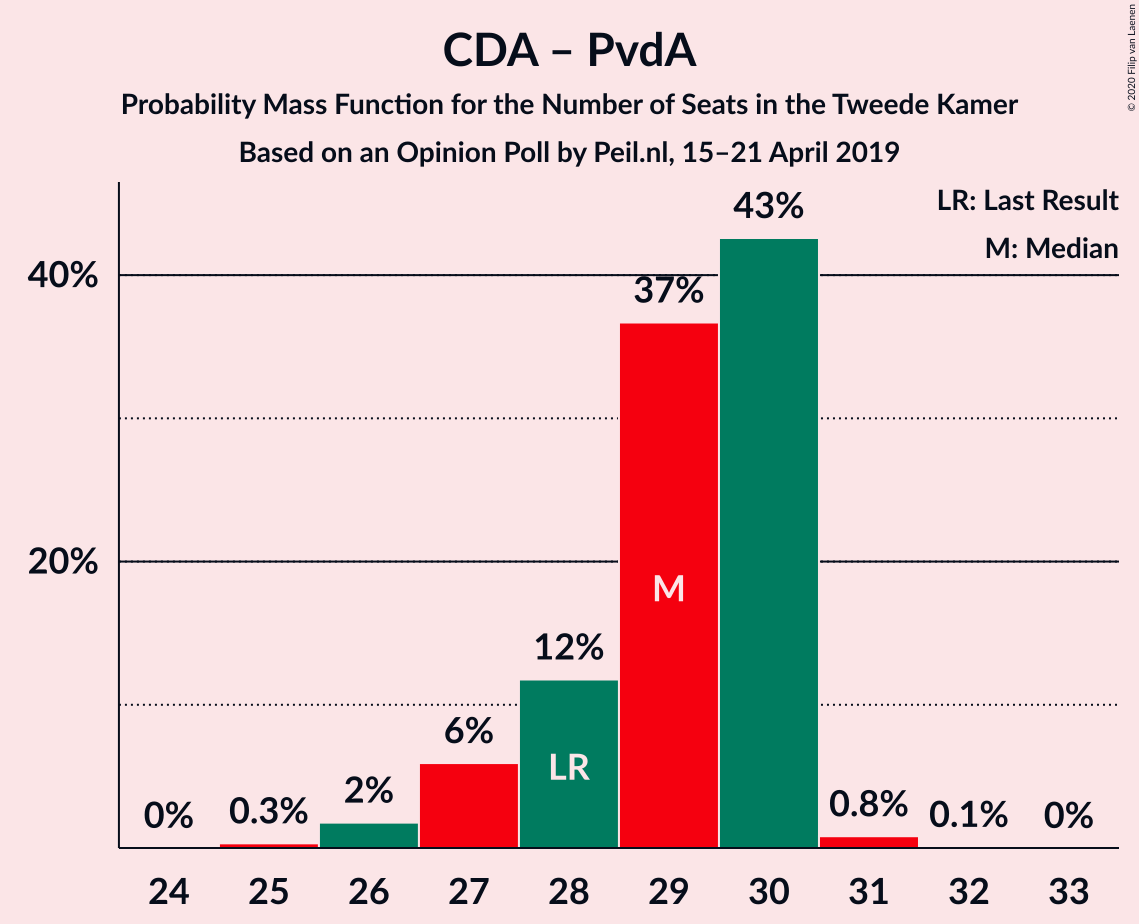 CDA – PvdA
Probability Mass Function for the Number of Seats in the Tweede Kamer
Based on an Opinion Poll by Peil.nl, 15–21 April 2019
© 2020 Filip van Laenen
LR: Last Result
M: Median
43%
40%
37%
20%
M
12%
6%
LR
2%
0%
0.3%
0.8%
0.1%
0%
24 25 26 27 28 29 30 31 32 33